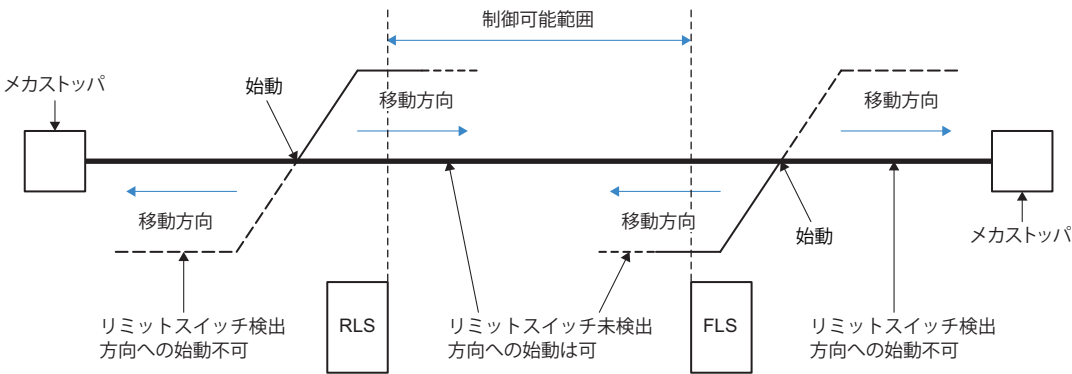 制御可能範囲
メカストッパ
始動
移動方向
移動方向
移動方向
移動方向
始動
メカストッパ
リミットスイッチ検出
方向への始動不可
RLS
リミットスイッチ未検出
方向への始動は可
FLS
リミットスイッチ検出
方向への始動不可